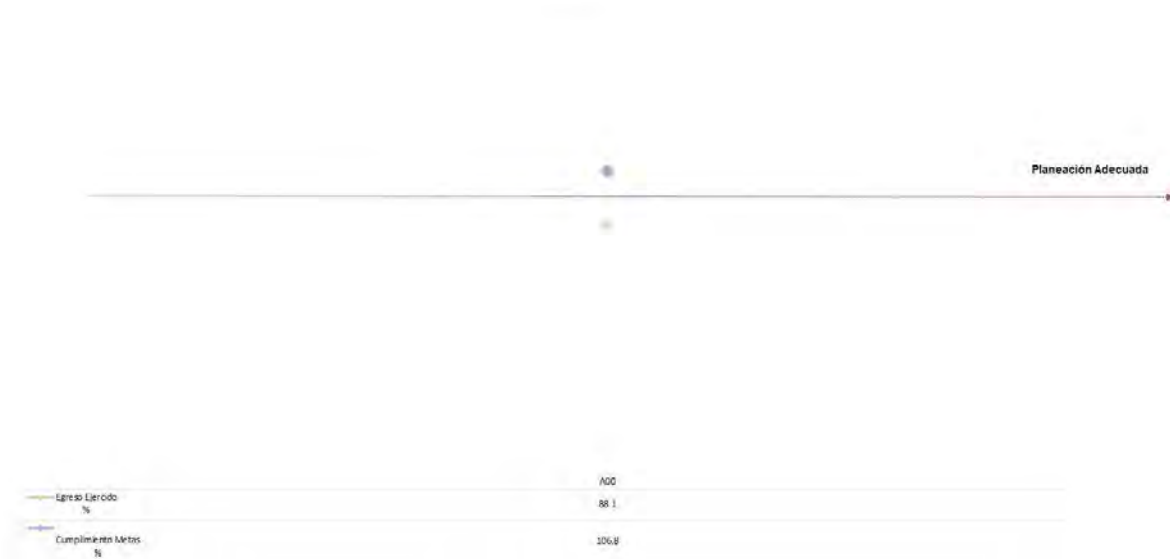 Planeación Adecuada
A00
Egreso Ejercido
%
88.1
Cumplimiento Metas
%
106.8